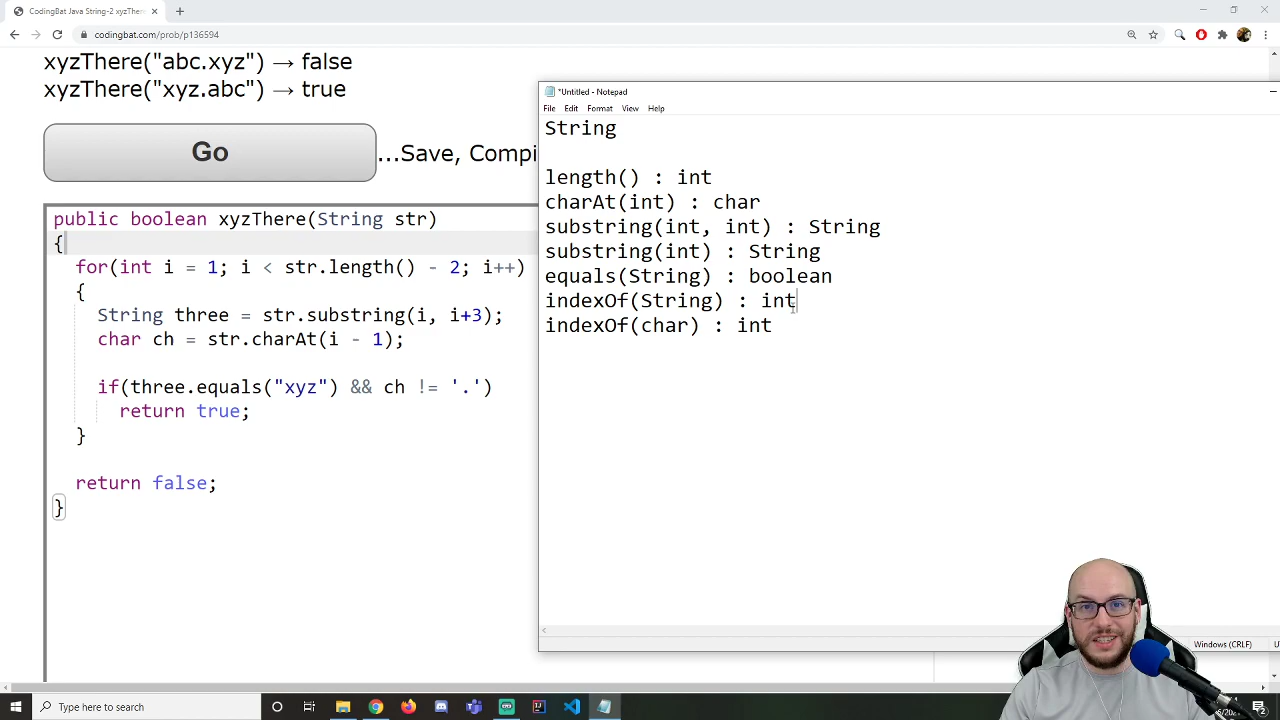 CodingBat Java String-2 xyzTher
codingbat.com/prob/p136594
xyzThere("abc.xyz") → false
xyzThere("xyz.abc") → true
Go
...Save, Compi
public boolean xyzThere(String str)
{
for(int i = 1; i < str.length() - 2; i++)
{
String three = str.substring(i, i+3);
char ch = str.charAt(i - 1);
if(three.equals("xyz") && ch != '.')
return true;
}
return false;
}
*Untitled - Notepad
File Edit Format View Help
String
length() : int
charAt(int) : char
substring(int, int) : String
substring(int) : String
equals(String) : boolean
indexOf(String) : int
indexOf(char) : int
Windows (CRLF)
Type here to search